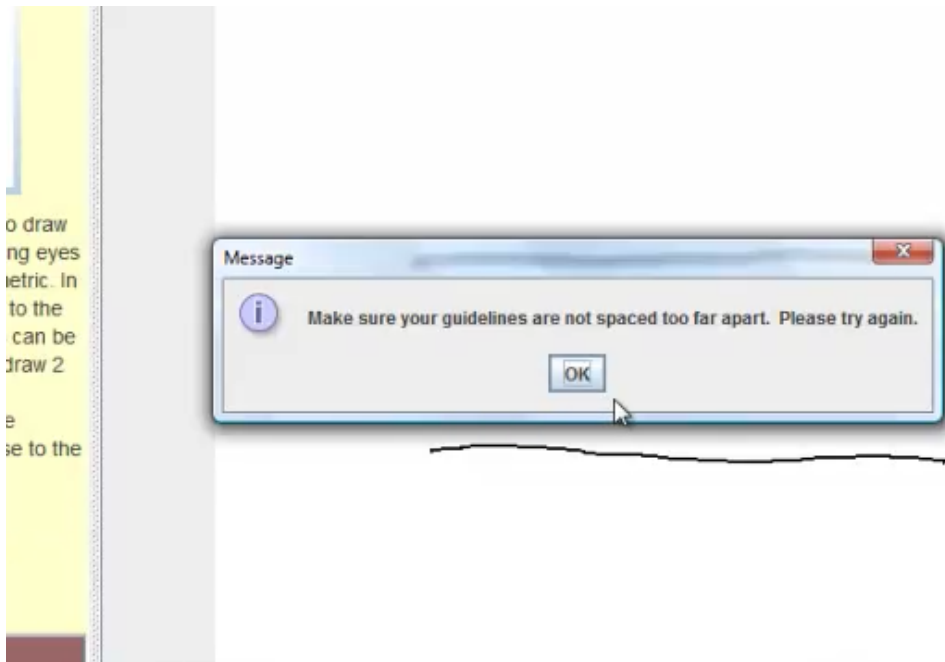 o draw
ng eyes
etric. In
to the
can be
draw 2
e
se to the
Message
Make sure your guidelines are not spaced too far apart. Please try again.
OK